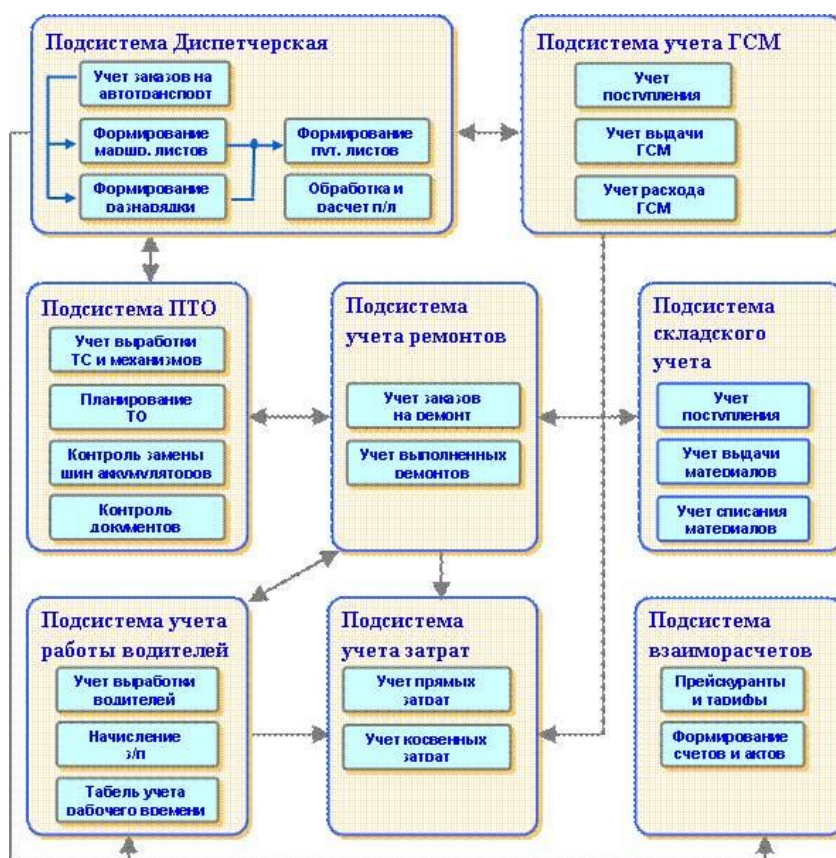 Подсистема Диспетчерская
Учет заказов на
автотранспорт
Формирование
маршр. листов
Формирование
разнарядки
Формирование
пут. листов
Обработка и
расчет п/л
Подсистема учета ГСМ
Учет
поступления
Учет выдачи
ГСМ
Учет расхода
ГСМ
Подсистема ПТО
Учет выработки
ТС и механизмов
Планирование
ТО
Контроль замены
шин аккумуляторов
Контроль
документов
Подсистема
учета ремонтов
Учет заказов
на ремонт
Учет выполненных
ремонтов
Подсистема
складского
учета
Учет
поступления
Учет выдачи
материалов
Учет списания
материалов
Подсистема учета
работы водителей
Учет выработки
водителей
Начисление
з/п
Табель учета
рабочего времени
Подсистема
учета затрат
Учет прямых
затрат
Учет косвенных
затрат
Подсистема
взаиморасчетов
Прейскуранты
и тарифы
Формирование
счетов и актов